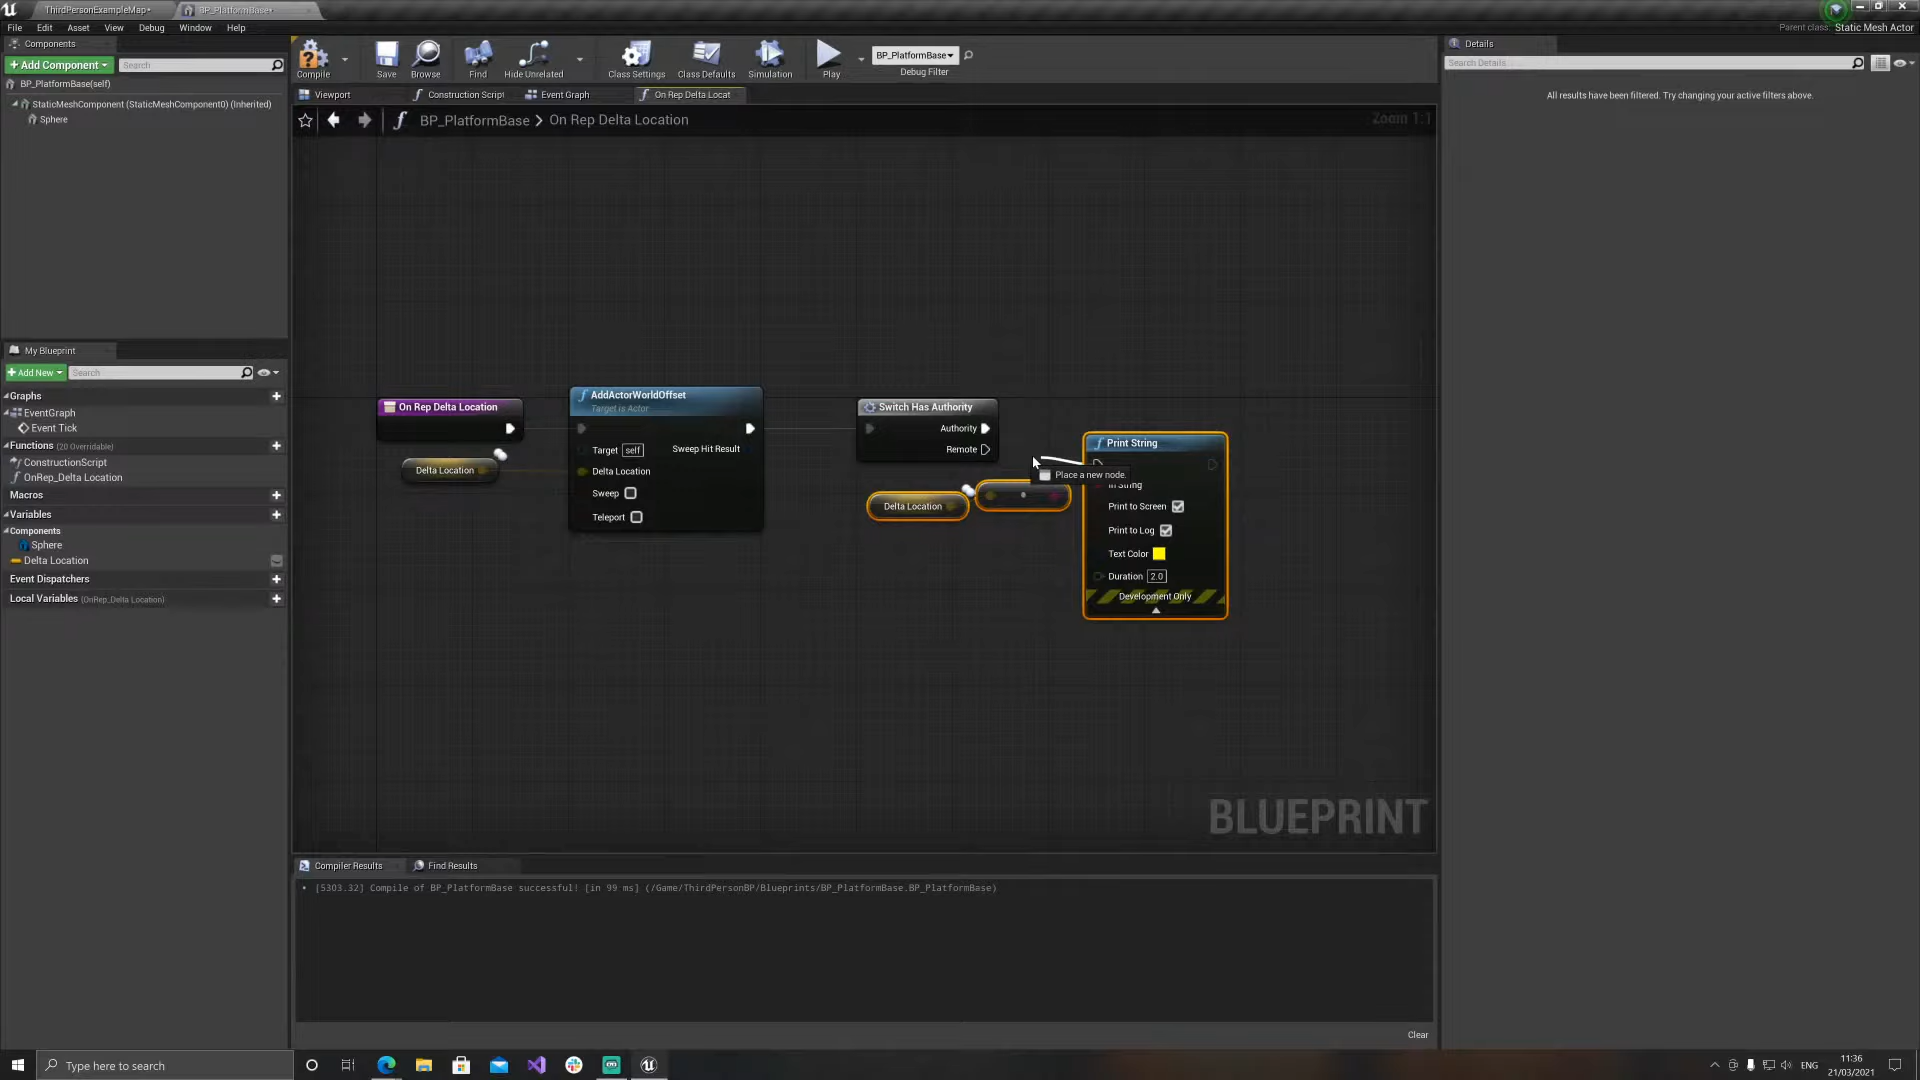 ThirdPersonExampleMap•
BP_PlatformBase•
File Edit Asset View Debug Window Help
Parent class: Static Mesh Actor
Components
+ Add Component
Search
BP_PlatformBase(self)
StaticMeshComponent (StaticMeshComponent0) (Inherited)
Sphere
Compile
Save
Browse
Find
Hide Unrelated
Class Settings
Class Defaults
Simulation
Play
BP_PlatformBase
Debug Filter
Viewport
Construction Script
Event Graph
On Rep Delta Locat
BP_PlatformBase > On Rep Delta Location
Zoom 1:1
Details
Search Details
All results have been filtered. Try changing your active filters above.
My Blueprint
+ Add New
Search
Graphs
EventGraph
Event Tick
Functions (20 Overridable)
ConstructionScript
OnRep_Delta Location
Macros
Variables
Components
Sphere
Delta Location
Event Dispatchers
Local Variables (OnRep_Delta Location)
On Rep Delta Location
Delta Location
AddActorWorldOffset
Target is Actor
Target self
Sweep Hit Result
Delta Location
Sweep
Teleport
Switch Has Authority
Authority
Remote
Delta Location
Place a new node.
Print String
In String
Print to Screen
Print to Log
Text Color
Duration 2.0
Development Only
BLUEPRINT
Compiler Results
Find Results
• [5303.32] Compile of BP_PlatformBase successful! [in 99 ms] (/Game/ThirdPersonBP/Blueprints/BP_PlatformBase.BP_PlatformBase)
Clear
Type here to search
ENG
11:36
21/03/2021